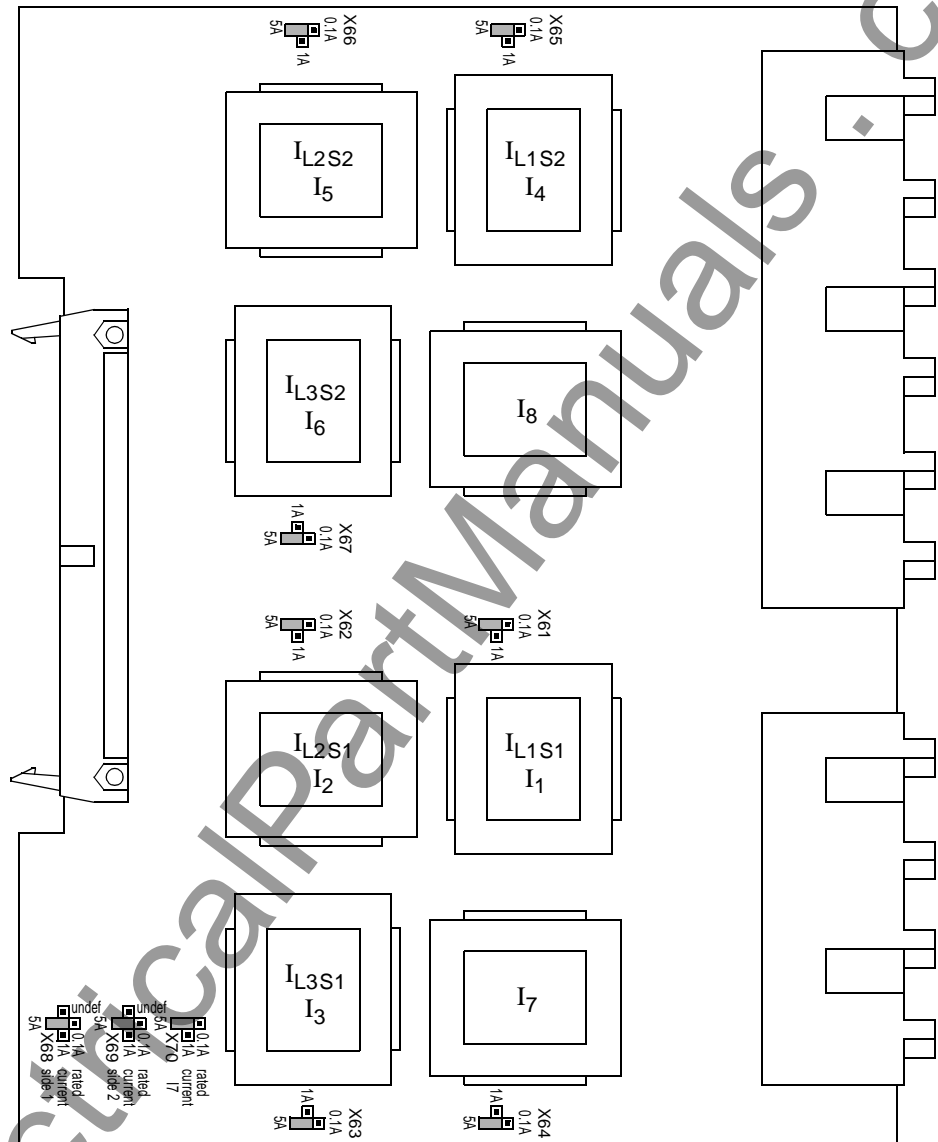 X66
0.1A
5A
1A
X65
0.1A
5A
1A
IL2S2
I5
IL1S2
I4
IL3S2
I6
I8
1A
X67
0.1A
5A
X62
0.1A
5A
1A
X61
0.1A
5A
1A
IL2S1
I2
IL1S1
I1
IL3S1
I3
I7
undef
5A
0.1A
1A
X68
rated
current
side 1
undef
5A
0.1A
1A
X69
rated
current
side 2
5A
0.1A
1A
X70
rated
current
I7
1A
X63
0.1A
5A
1A
X64
0.1A
5A
ctricalPartManuals . c